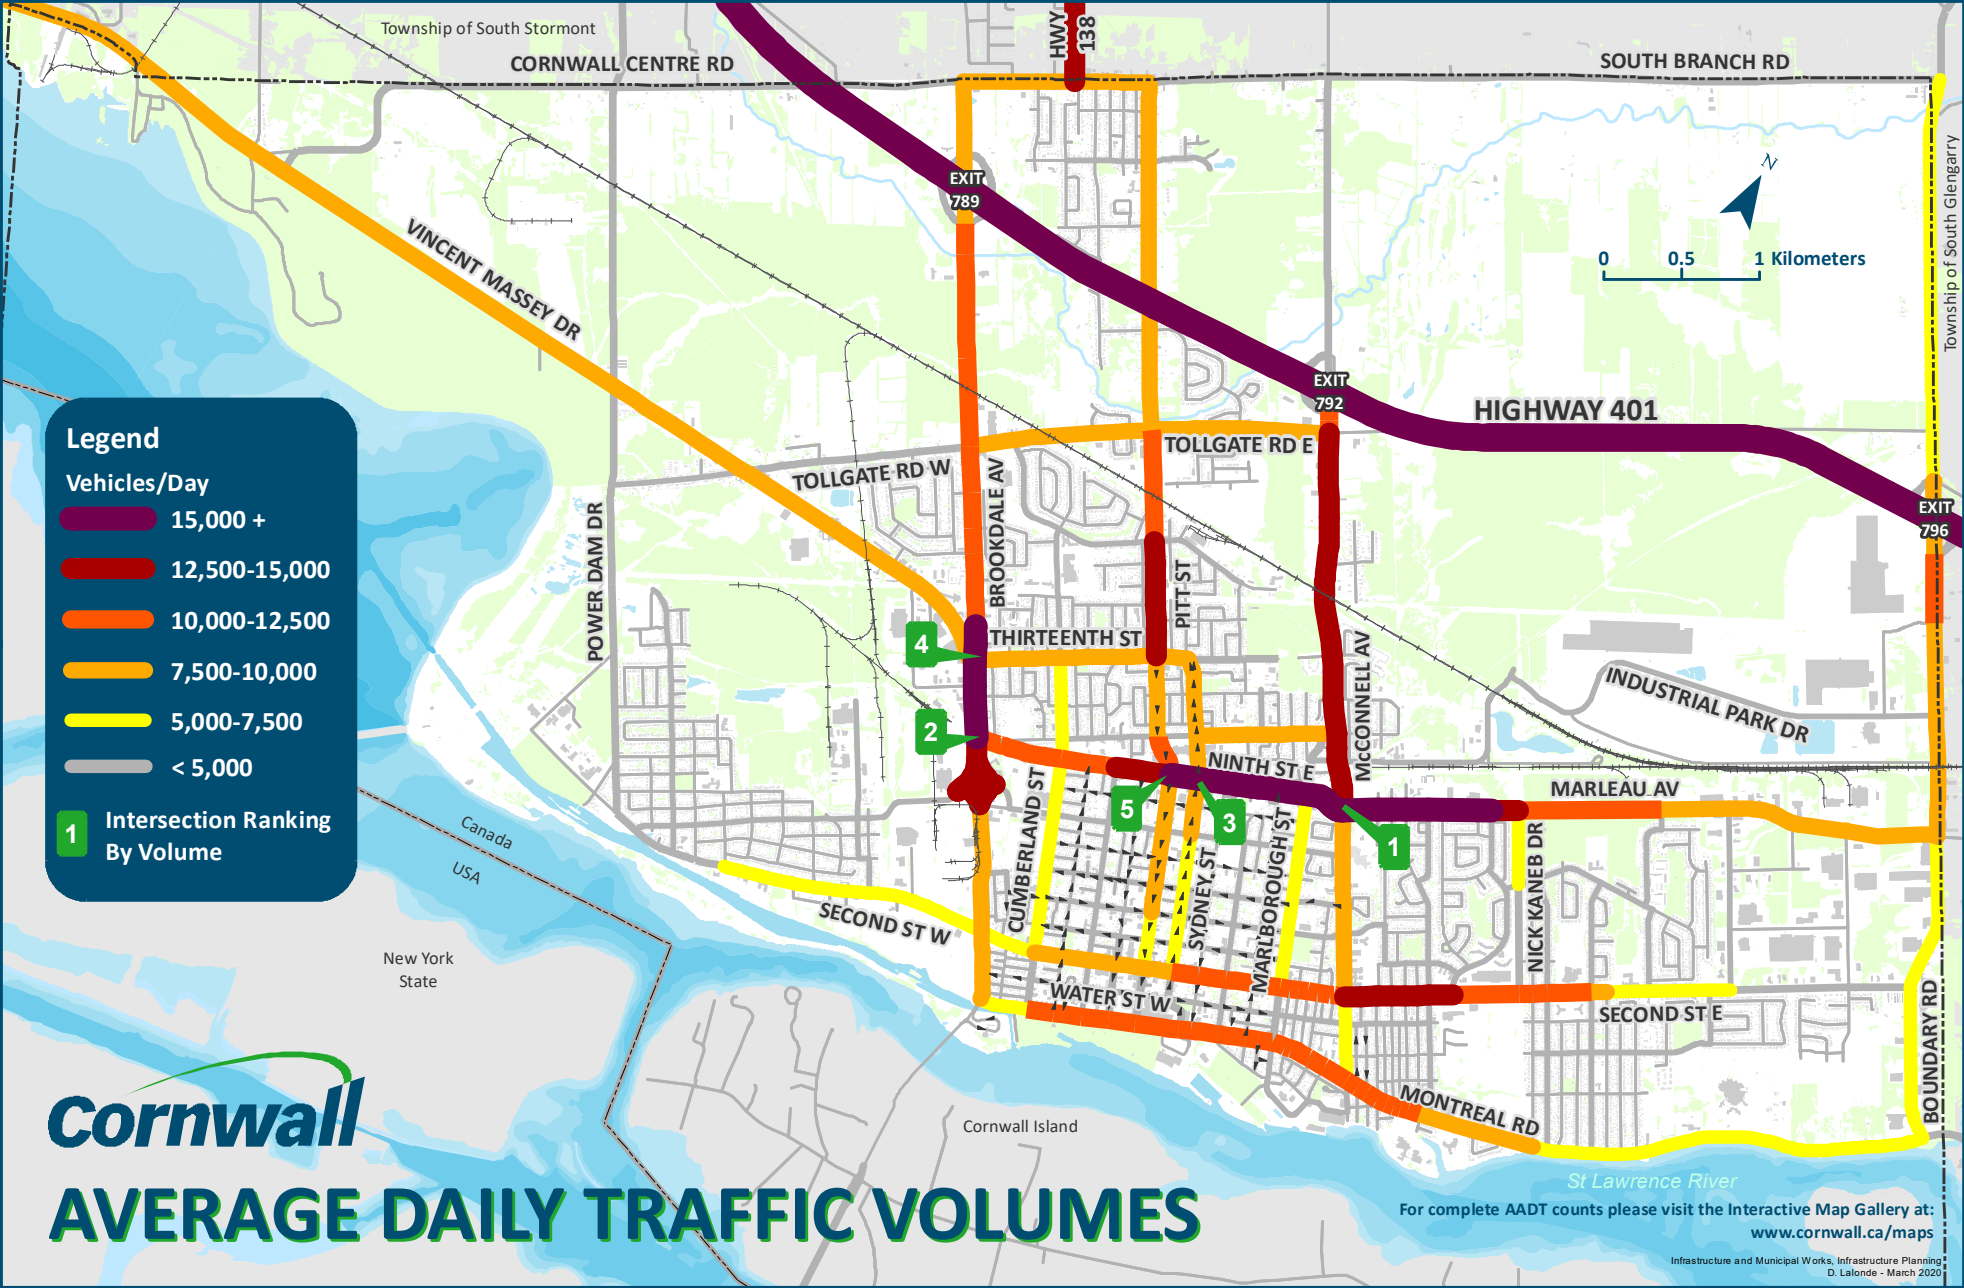 Township of South Stormont
CORNWALL CENTRE RD
HWY
138
SOUTH BRANCH RD
Township of South Glengarry
N
0 0.5 1 Kilometers
EXIT
789
VINCENT MASSEY DR
EXIT
792
HIGHWAY 401
TOLLGATE RD E
TOLLGATE RD W
EXIT
796
BROOKDALE AV
POWER DAM DR
PITT ST
THIRTEENTH ST
McCONNELL AV
INDUSTRIAL PARK DR
4
2
NINTH ST E
MARLEAU AV
5
3
1
CUMBERLAND ST
SYDNEY ST
MARLBOROUGH ST
NICK KANEB DR
SECOND ST W
WATER ST W
SECOND ST E
BOUNDARY RD
MONTREAL RD
Legend
Vehicles/Day
15,000 +
12,500-15,000
10,000-12,500
7,500-10,000
5,000-7,500
< 5,000
1
Intersection Ranking
By Volume
Canada
USA
New York
State
Cornwall Island
St Lawrence River
Cornwall
AVERAGE DAILY TRAFFIC VOLUMES
For complete AADT counts please visit the Interactive Map Gallery at:
www.cornwall.ca/maps
Infrastructure and Municipal Works, Infrastructure Planning
D. Lalonde - March 2020